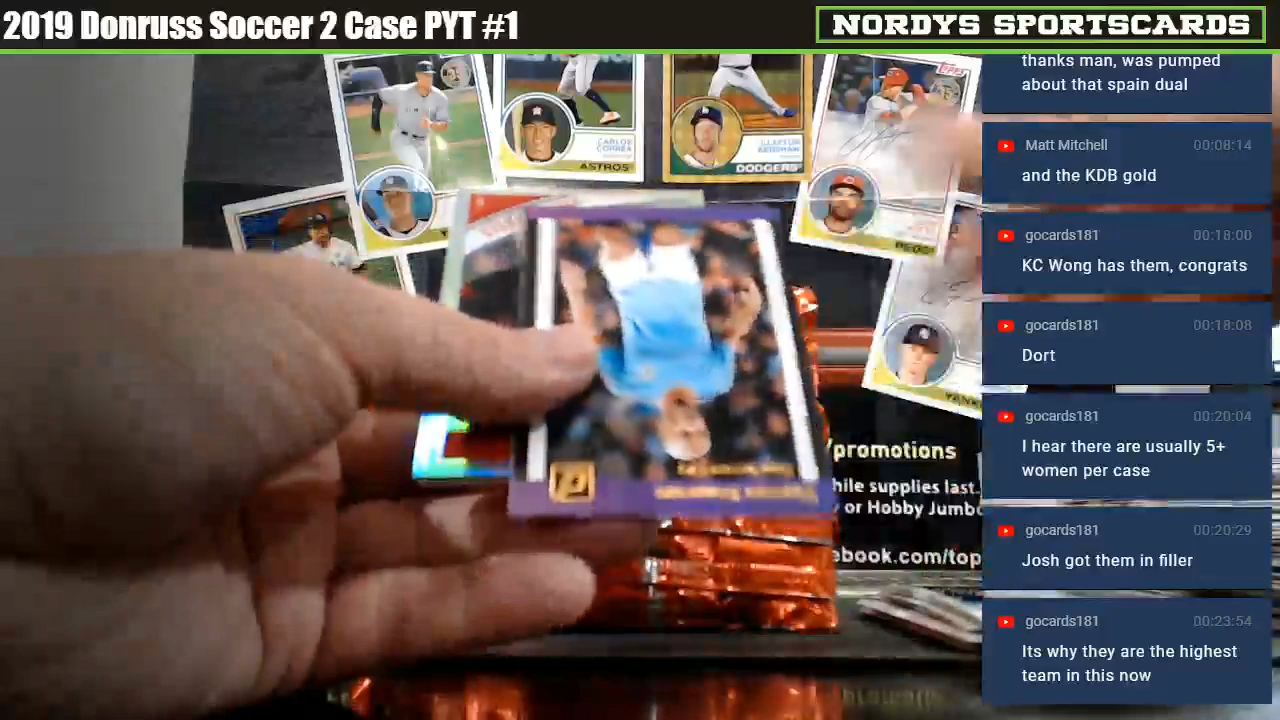 2019 Donruss Soccer 2 Case PYT #1
NORDYS SPORTSCARDS
thanks man, was pumped
about that spain dual
Matt Mitchell 00:08:14
and the KDB gold
gocards181 00:18:00
KC Wong has them, congrats
gocards181 00:18:08
Dort
gocards181 00:20:04
I hear there are usually 5+
women per case
gocards181 00:20:29
Josh got them in filler
gocards181 00:23:54
Its why they are the highest
team in this now
TOPPS
CARLOS
CORREA
ASTROS
CLAYTON
KERSHAW
DODGERS
REDS
/promotions
hile supplies last.
or Hobby Jumbo
ebook.com/top